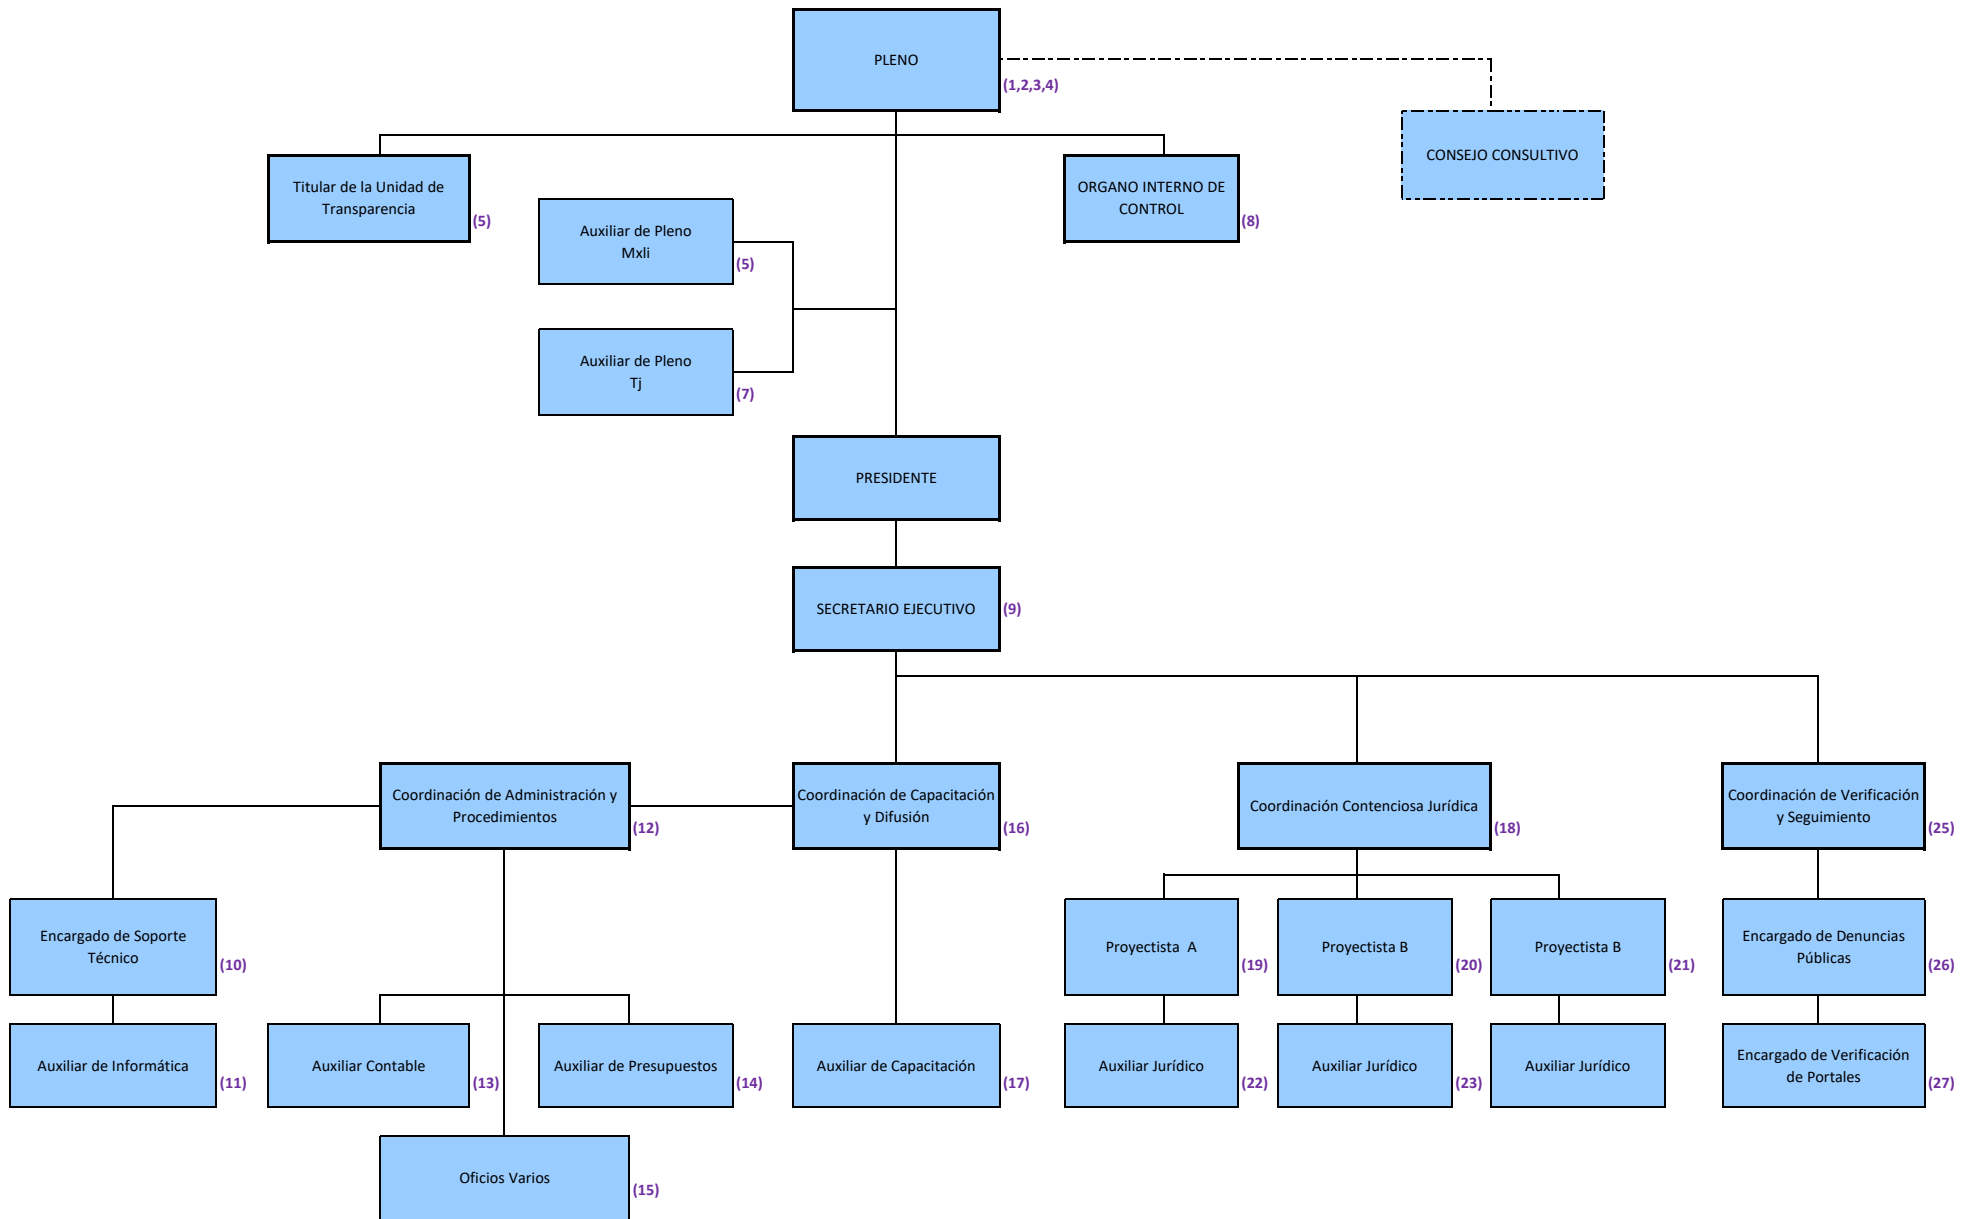 PLENO
(1,2,3,4)
CONSEJO CONSULTIVO
Titular de la Unidad de
Transparencia
(5)
ORGANO INTERNO DE
CONTROL
(8)
Auxiliar de Pleno
Mxli
(5)
Auxiliar de Pleno
Tj
(7)
PRESIDENTE
SECRETARIO EJECUTIVO
(9)
Coordinación de Administración y
Procedimientos
(12)
Coordinación de Capacitación
y Difusión
(16)
Coordinación Contenciosa Jurídica
(18)
Coordinación de Verificación
y Seguimiento
(25)
Encargado de Soporte
Técnico
(10)
Proyectista  A
(19)
Proyectista B
(20)
Proyectista B
(21)
Encargado de Denuncias
Públicas
(26)
Auxiliar de Informática
(11)
Auxiliar Contable
(13)
Auxiliar de Presupuestos
(14)
Auxiliar de Capacitación
(17)
Auxiliar Jurídico
(22)
Auxiliar Jurídico
(23)
Auxiliar Jurídico
Encargado de Verificación
de Portales
(27)
Oficios Varios
(15)